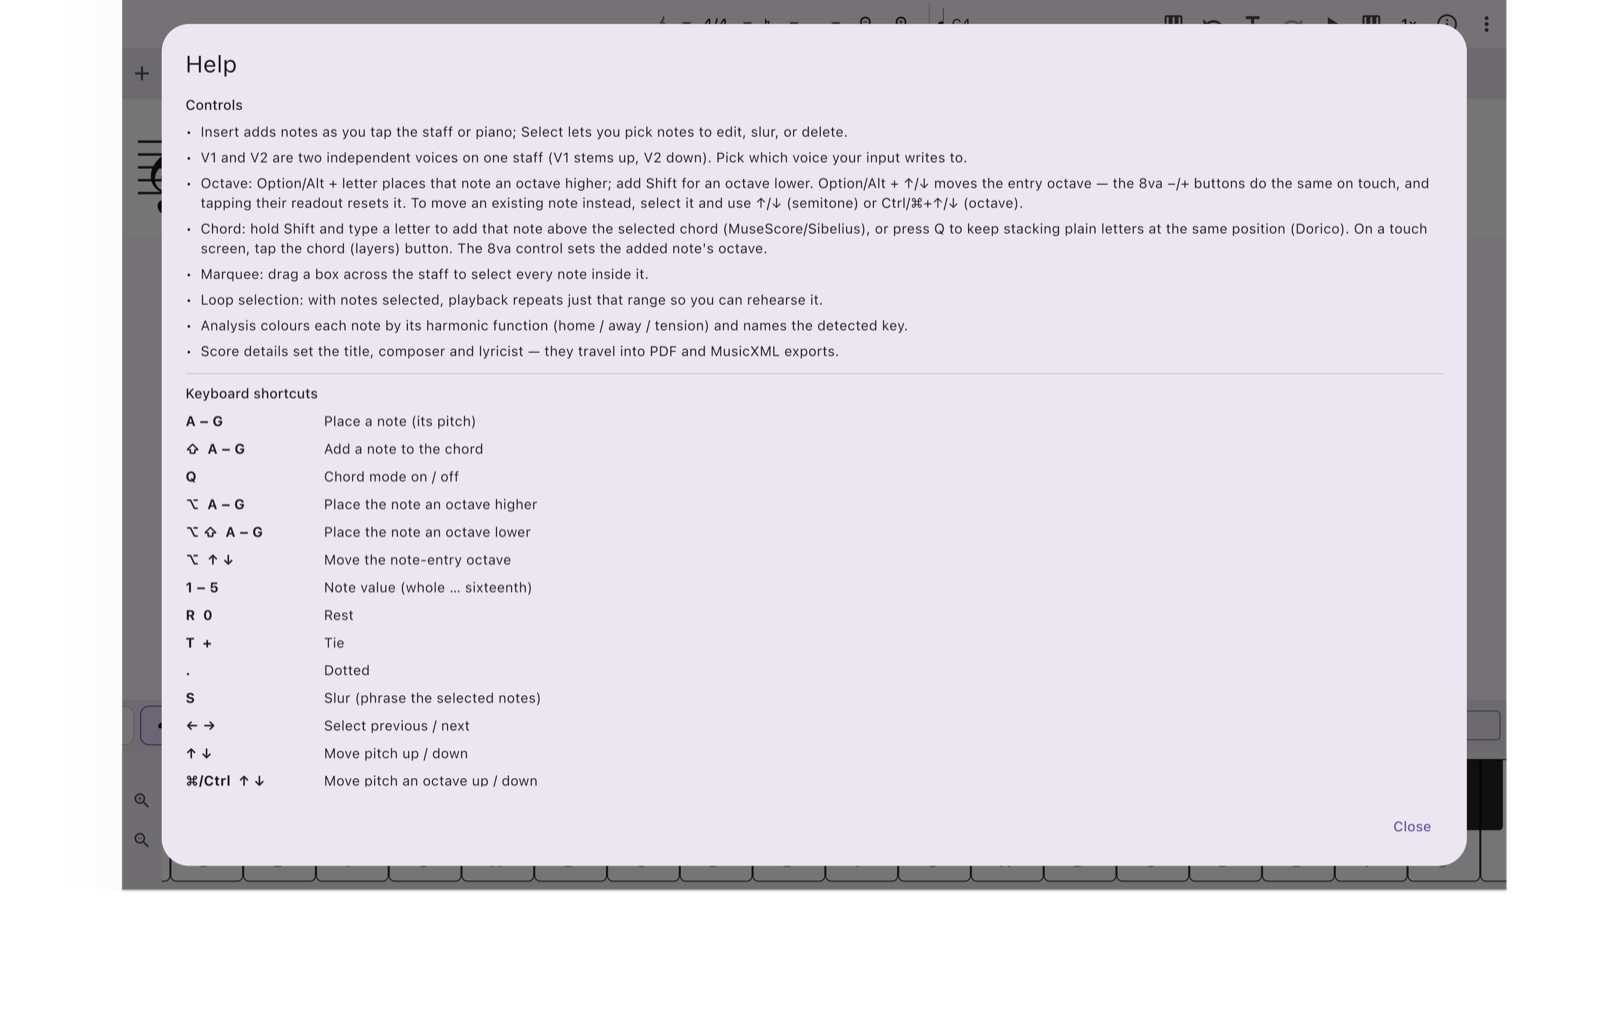 4/4
C4
1x
Help
Controls
• Insert adds notes as you tap the staff or piano; Select lets you pick notes to edit, slur, or delete.
• V1 and V2 are two independent voices on one staff (V1 stems up, V2 down). Pick which voice your input writes to.
• Octave: Option/Alt + letter places that note an octave higher; add Shift for an octave lower. Option/Alt + ↑/↓ moves the entry octave — the 8va −/+ buttons do the same on touch, and
tapping their readout resets it. To move an existing note instead, select it and use ↑/↓ (semitone) or Ctrl/⌘+↑/↓ (octave).
• Chord: hold Shift and type a letter to add that note above the selected chord (MuseScore/Sibelius), or press Q to keep stacking plain letters at the same position (Dorico). On a touch
screen, tap the chord (layers) button. The 8va control sets the added note's octave.
• Marquee: drag a box across the staff to select every note inside it.
• Loop selection: with notes selected, playback repeats just that range so you can rehearse it.
• Analysis colours each note by its harmonic function (home / away / tension) and names the detected key.
• Score details set the title, composer and lyricist — they travel into PDF and MusicXML exports.
Keyboard shortcuts
A – G Place a note (its pitch)
⇧ A – G Add a note to the chord
Q Chord mode on / off
⌥ A – G Place the note an octave higher
⌥ ⇧ A – G Place the note an octave lower
⌥ ↑ ↓ Move the note-entry octave
1 – 5 Note value (whole … sixteenth)
R 0 Rest
T + Tie
. Dotted
S Slur (phrase the selected notes)
← → Select previous / next
↑ ↓ Move pitch up / down
⌘/Ctrl ↑ ↓ Move pitch an octave up / down
Close